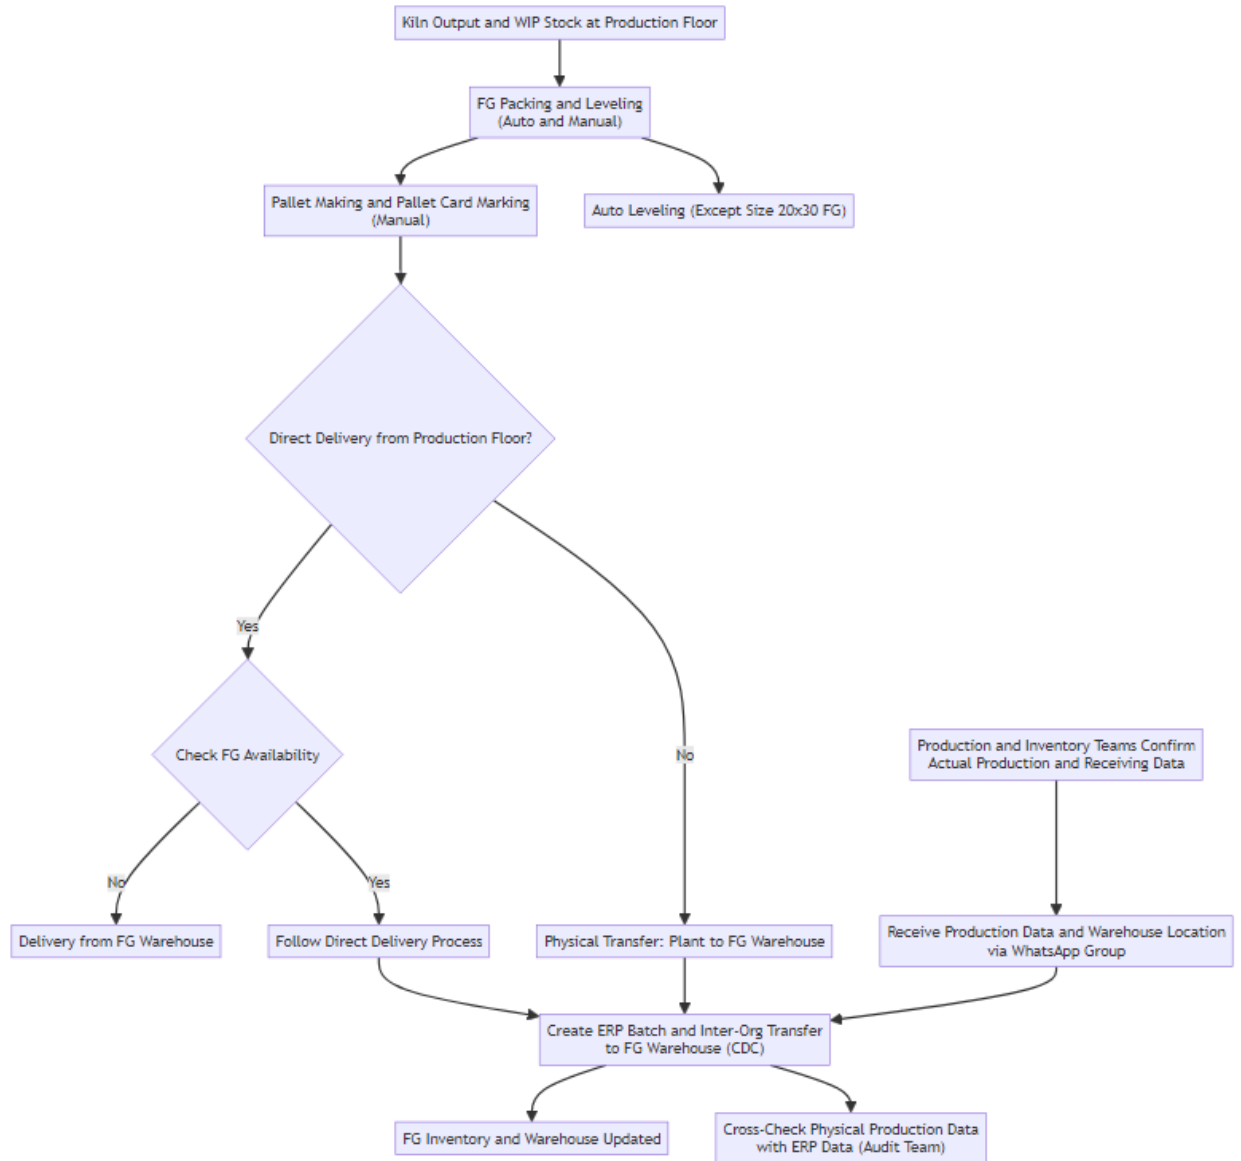 Kiln Output and WIP Stock at Production Floor
FG Packing and Leveling
(Auto and Manual)
Pallet Making and Pallet Card Marking
(Manual)
Auto Leveling (Except Size 20x30 FG)
Direct Delivery from Production Floor?
Yes
No
Check FG Availability
Production and Inventory Teams Confirm
Actual Production and Receiving Data
No
Yes
Delivery from FG Warehouse
Follow Direct Delivery Process
Physical Transfer: Plant to FG Warehouse
Receive Production Data and Warehouse Location
via WhatsApp Group
Create ERP Batch and Inter-Org Transfer
to FG Warehouse (CDC)
FG Inventory and Warehouse Updated
Cross-Check Physical Production Data
with ERP Data (Audit Team)